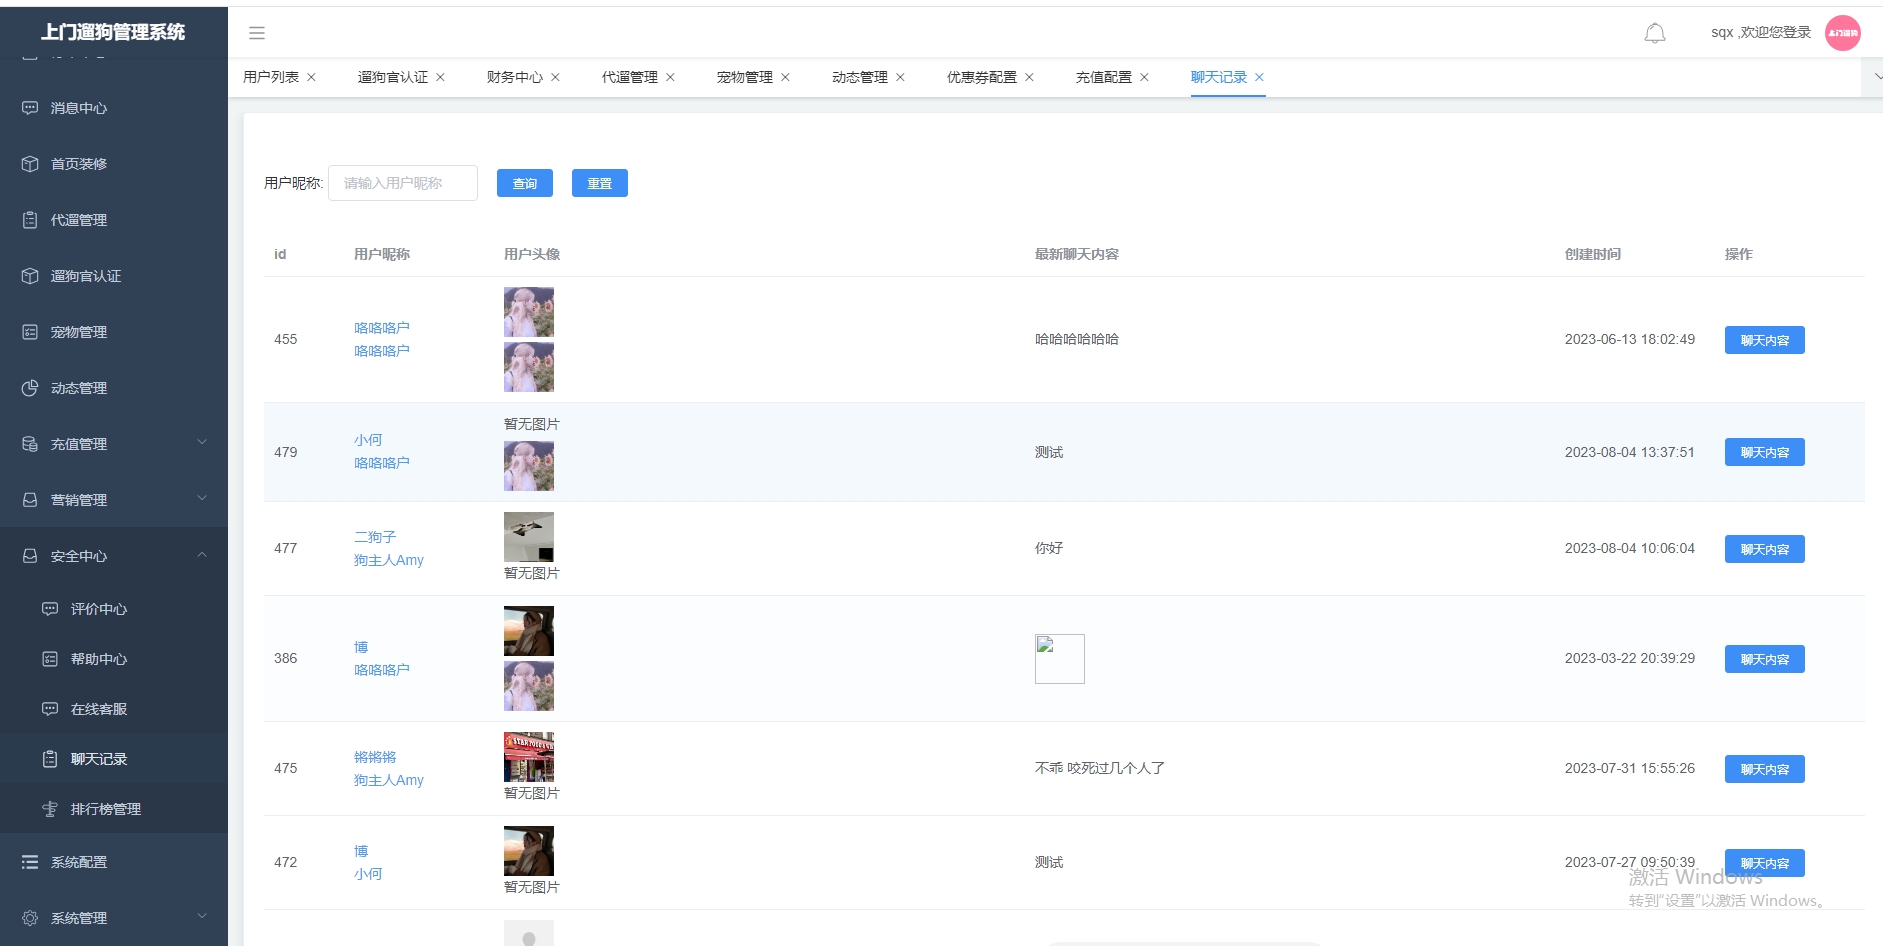 上门遛狗管理系统
sqx ,欢迎您登录
上门遛狗
用户列表
遛狗官认证
财务中心
代遛管理
宠物管理
动态管理
优惠券配置
充值配置
聊天记录
消息中心
首页装修
代遛管理
遛狗官认证
宠物管理
动态管理
充值管理
营销管理
安全中心
评价中心
帮助中心
在线客服
聊天记录
排行榜管理
系统配置
系统管理
用户昵称: 请输入用户昵称 查询 重置
id 用户昵称 用户头像 最新聊天内容 创建时间 操作
455 咯咯咯户 哈哈哈哈哈哈 2023-06-13 18:02:49 聊天内容
咯咯咯户
暂无图片
479 小何 测试 2023-08-04 13:37:51 聊天内容
咯咯咯户
477 二狗子 你好 2023-08-04 10:06:04 聊天内容
狗主人Amy
暂无图片
386 博 2023-03-22 20:39:29 聊天内容
咯咯咯户
475 锵锵锵 不乖 咬死过几个人了 2023-07-31 15:55:26 聊天内容
狗主人Amy
暂无图片
472 博 测试 2023-07-27 09:50:39 聊天内容
小何
暂无图片
激活 Windows
转到“设置”以激活 Windows。